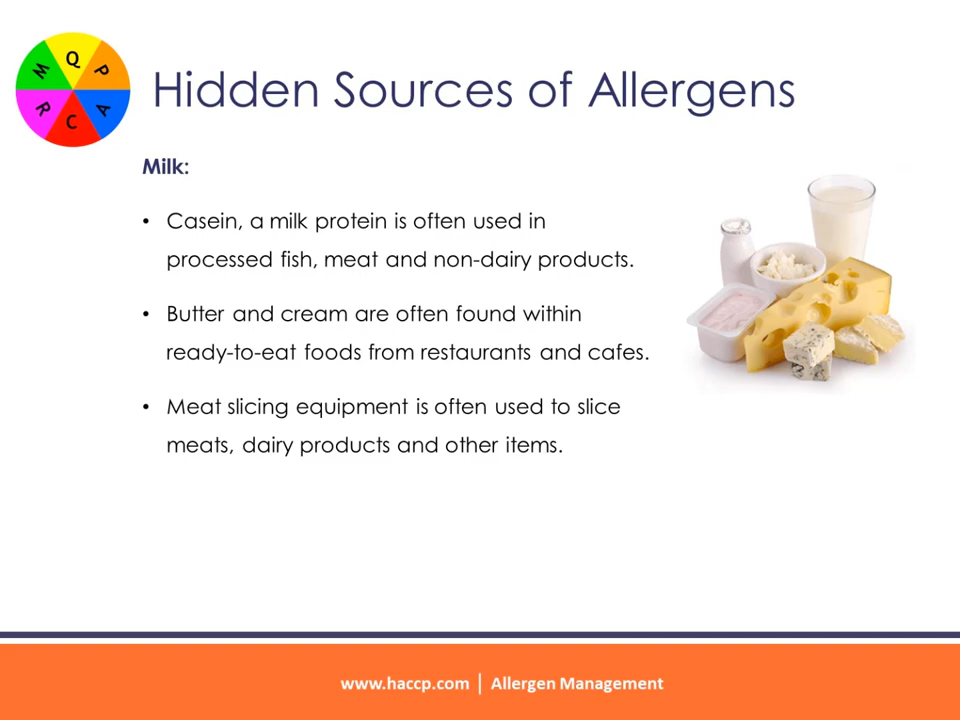 Q
M P
R A
C
Hidden Sources of Allergens
Milk:
• Casein, a milk protein is often used in
processed fish, meat and non-dairy products.
• Butter and cream are often found within
ready-to-eat foods from restaurants and cafes.
• Meat slicing equipment is often used to slice
meats, dairy products and other items.
www.haccp.com | Allergen Management